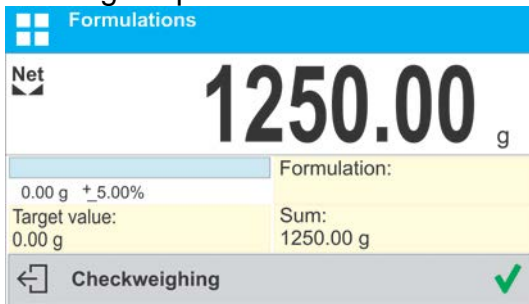 Formulations
Net
1250.00 g
0.00 g ±5.00%
Formulation:
Target value:
0.00 g
Sum:
1250.00 g
Checkweighing